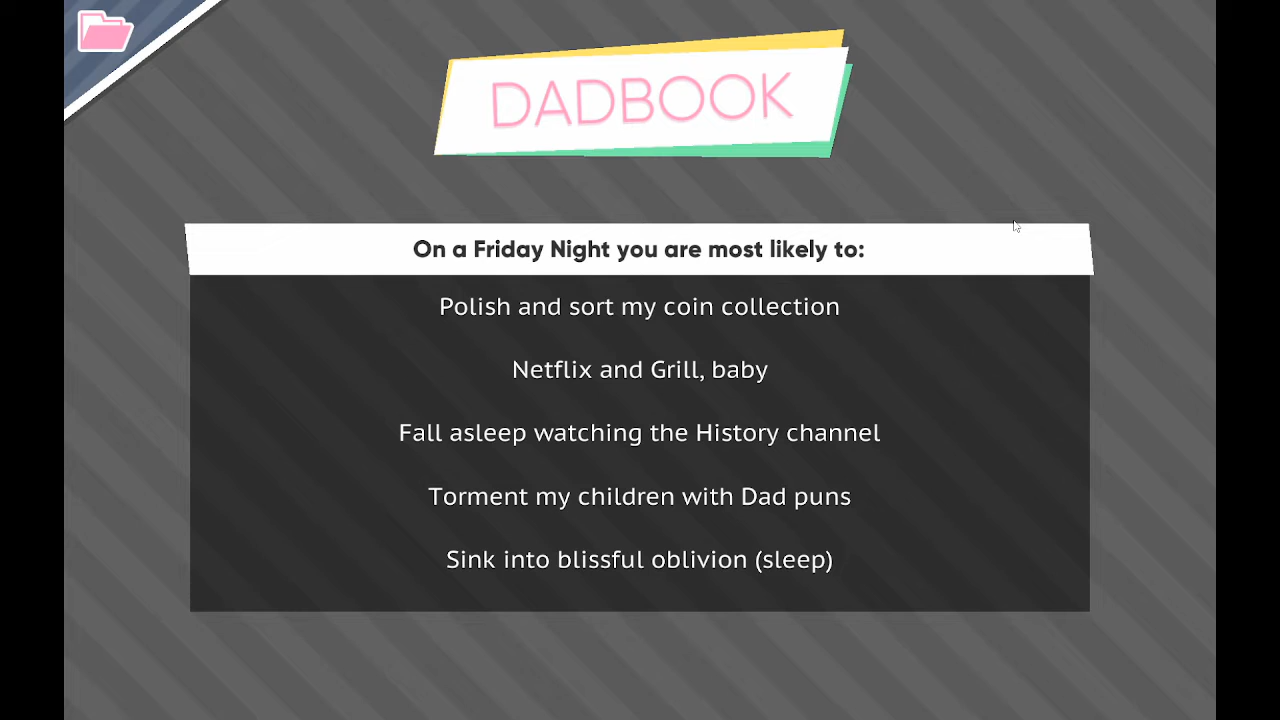 DADBOOK
On a Friday Night you are most likely to:
Polish and sort my coin collection
Netflix and Grill, baby
Fall asleep watching the History channel
Torment my children with Dad puns
Sink into blissful oblivion (sleep)